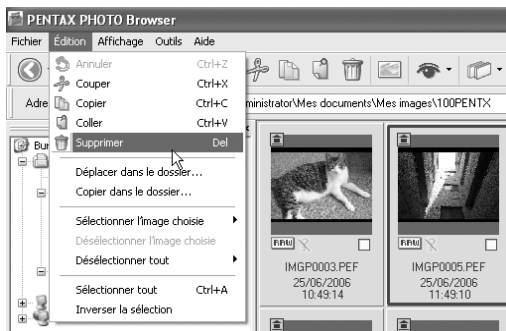 PENTAX PHOTO Browser
Fichier Édition Affichage Outils Aide
Annuler Ctrl+Z
Couper Ctrl+X
Copier Ctrl+C
Coller Ctrl+V
Supprimer Del
Déplacer dans le dossier...
Copier dans le dossier...
Sélectionner l'image choisie
Désélectionner l'image choisie
Désélectionner tout
Sélectionner tout Ctrl+A
Inverser la sélection
Adre
ministrator\Mes documents\Mes images\100PENTX
Bur
RAW
IMGP0003.PEF
25/06/2006
10:49:14
RAW
IMGP0005.PEF
25/06/2006
11:49:10